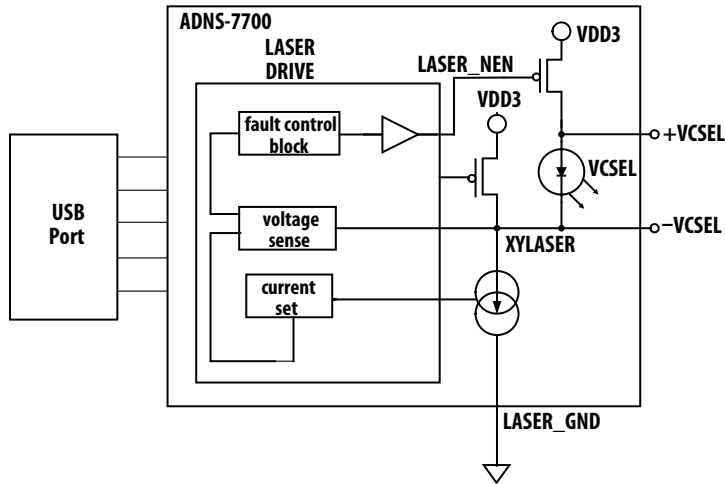 ADNS-7700
LASER
DRIVE
LASER_NEN
VDD3
VDD3
fault control
block
+VCSEL
VCSEL
USB
Port
voltage
sense
−VCSEL
XYLASER
current
set
LASER_GND